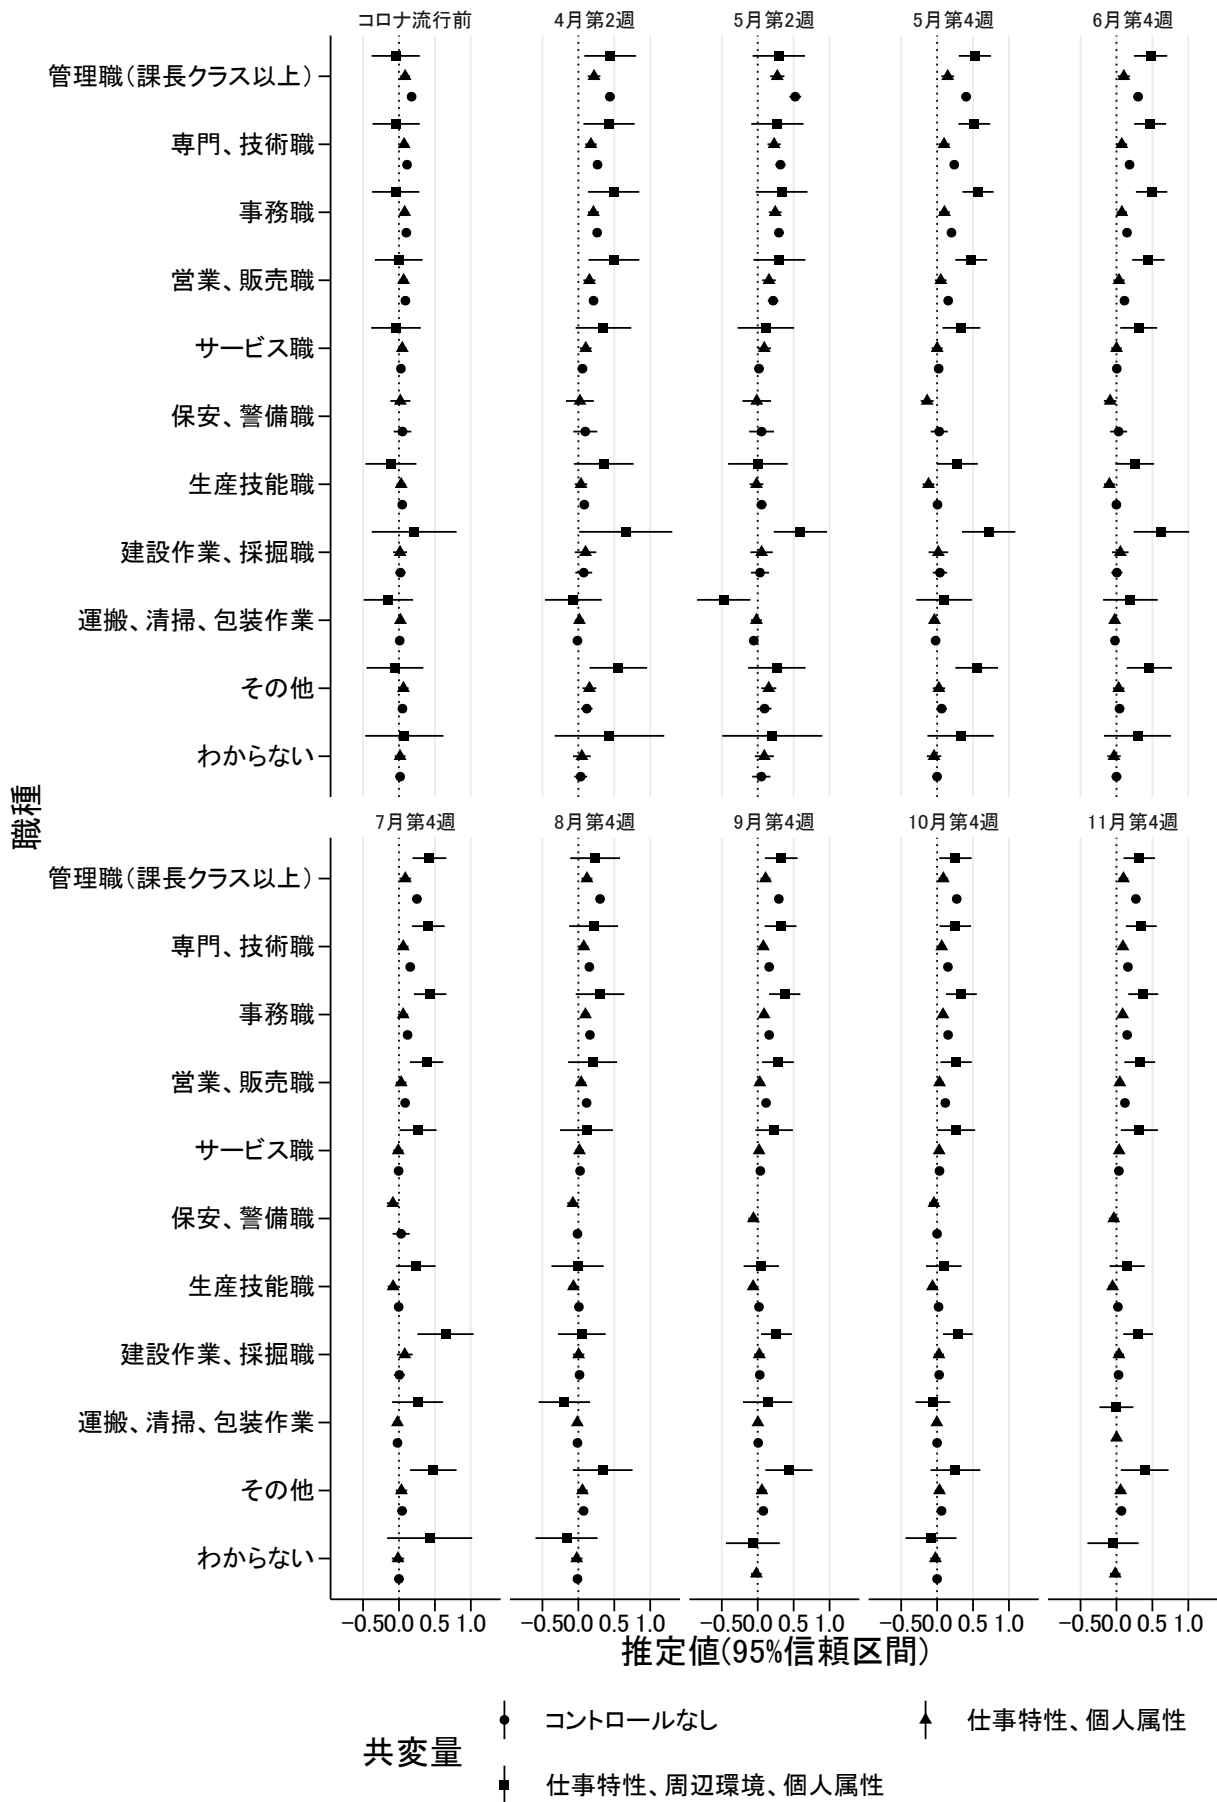 コロナ流行前 4月第2週 5月第2週 5月第4週 6月第4週
管理職(課長クラス以上)
専門、技術職
事務職
営業、販売職
サービス職
保安、警備職
生産技能職
建設作業、採掘職
運搬、清掃、包装作業
その他
わからない
職種
7月第4週 8月第4週 9月第4週 10月第4週 11月第4週
管理職(課長クラス以上)
専門、技術職
事務職
営業、販売職
サービス職
保安、警備職
生産技能職
建設作業、採掘職
運搬、清掃、包装作業
その他
わからない
−0.5 0.0 0.5 1.0 −0.5 0.0 0.5 1.0 −0.5 0.0 0.5 1.0 −0.5 0.0 0.5 1.0 −0.5 0.0 0.5 1.0
推定値(95%信頼区間)
共変量
コントロールなし 仕事特性、個人属性
仕事特性、周辺環境、個人属性